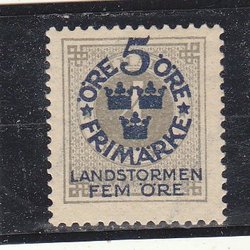 ÖRE 5 ÖRE
FRIMÄRKE
LANDSTORMEN
FEM ÖRE